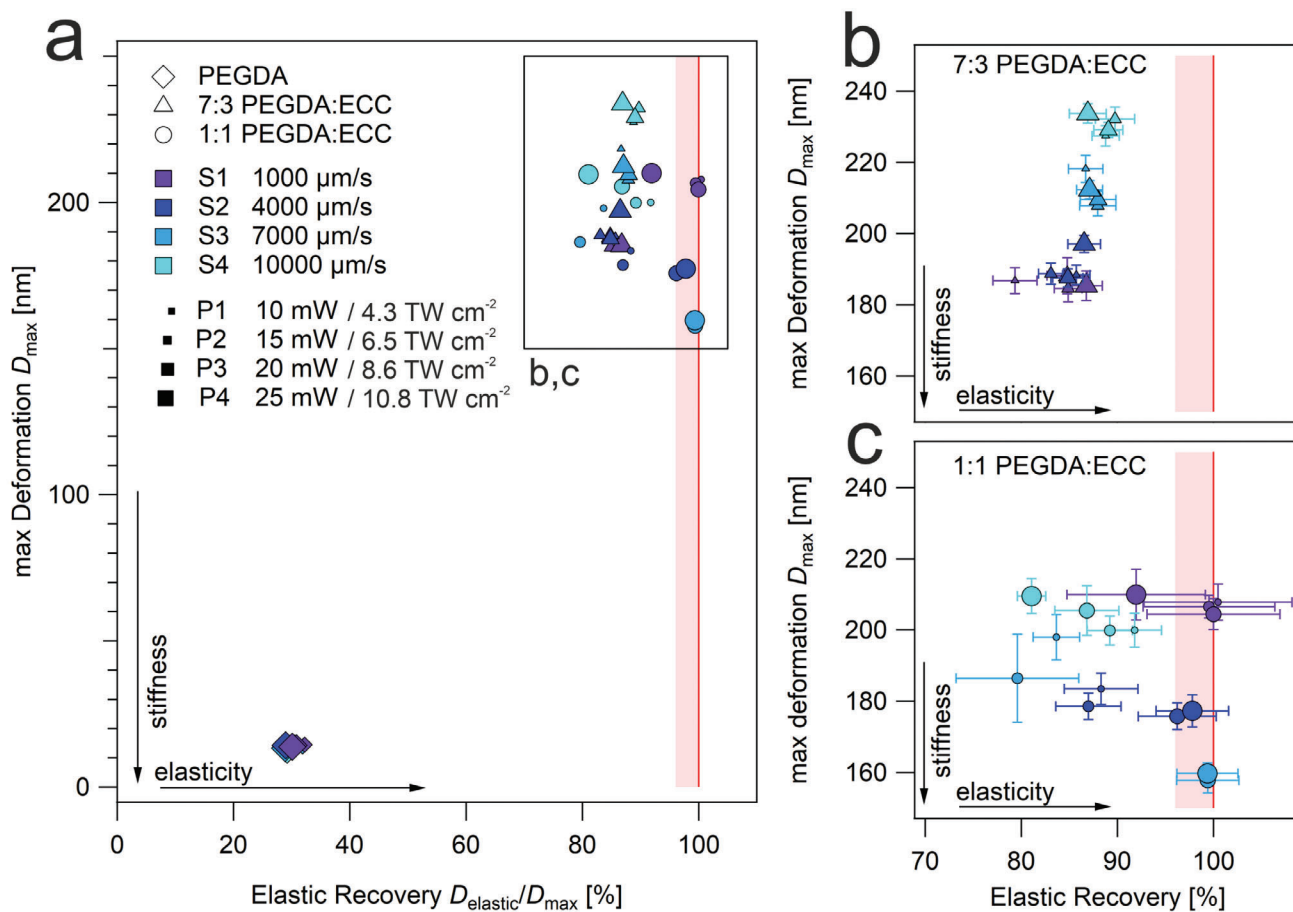 a
max Deformation Dmax [nm]
200
100
0
PEGDA
7:3 PEGDA:ECC
1:1 PEGDA:ECC
S1 1000 µm/s
S2 4000 µm/s
S3 7000 µm/s
S4 10000 µm/s
P1 10 mW / 4.3 TW cm-2
P2 15 mW / 6.5 TW cm-2
P3 20 mW / 8.6 TW cm-2
P4 25 mW / 10.8 TW cm-2
b,c
stiffness
elasticity
0 20 40 60 80 100
Elastic Recovery Delastic/Dmax [%]
b
7:3 PEGDA:ECC
max Deformation Dmax [nm]
240
220
200
180
160
stiffness
elasticity
c
1:1 PEGDA:ECC
max deformation Dmax [nm]
240
220
200
180
160
stiffness
elasticity
70 80 90 100
Elastic Recovery [%]